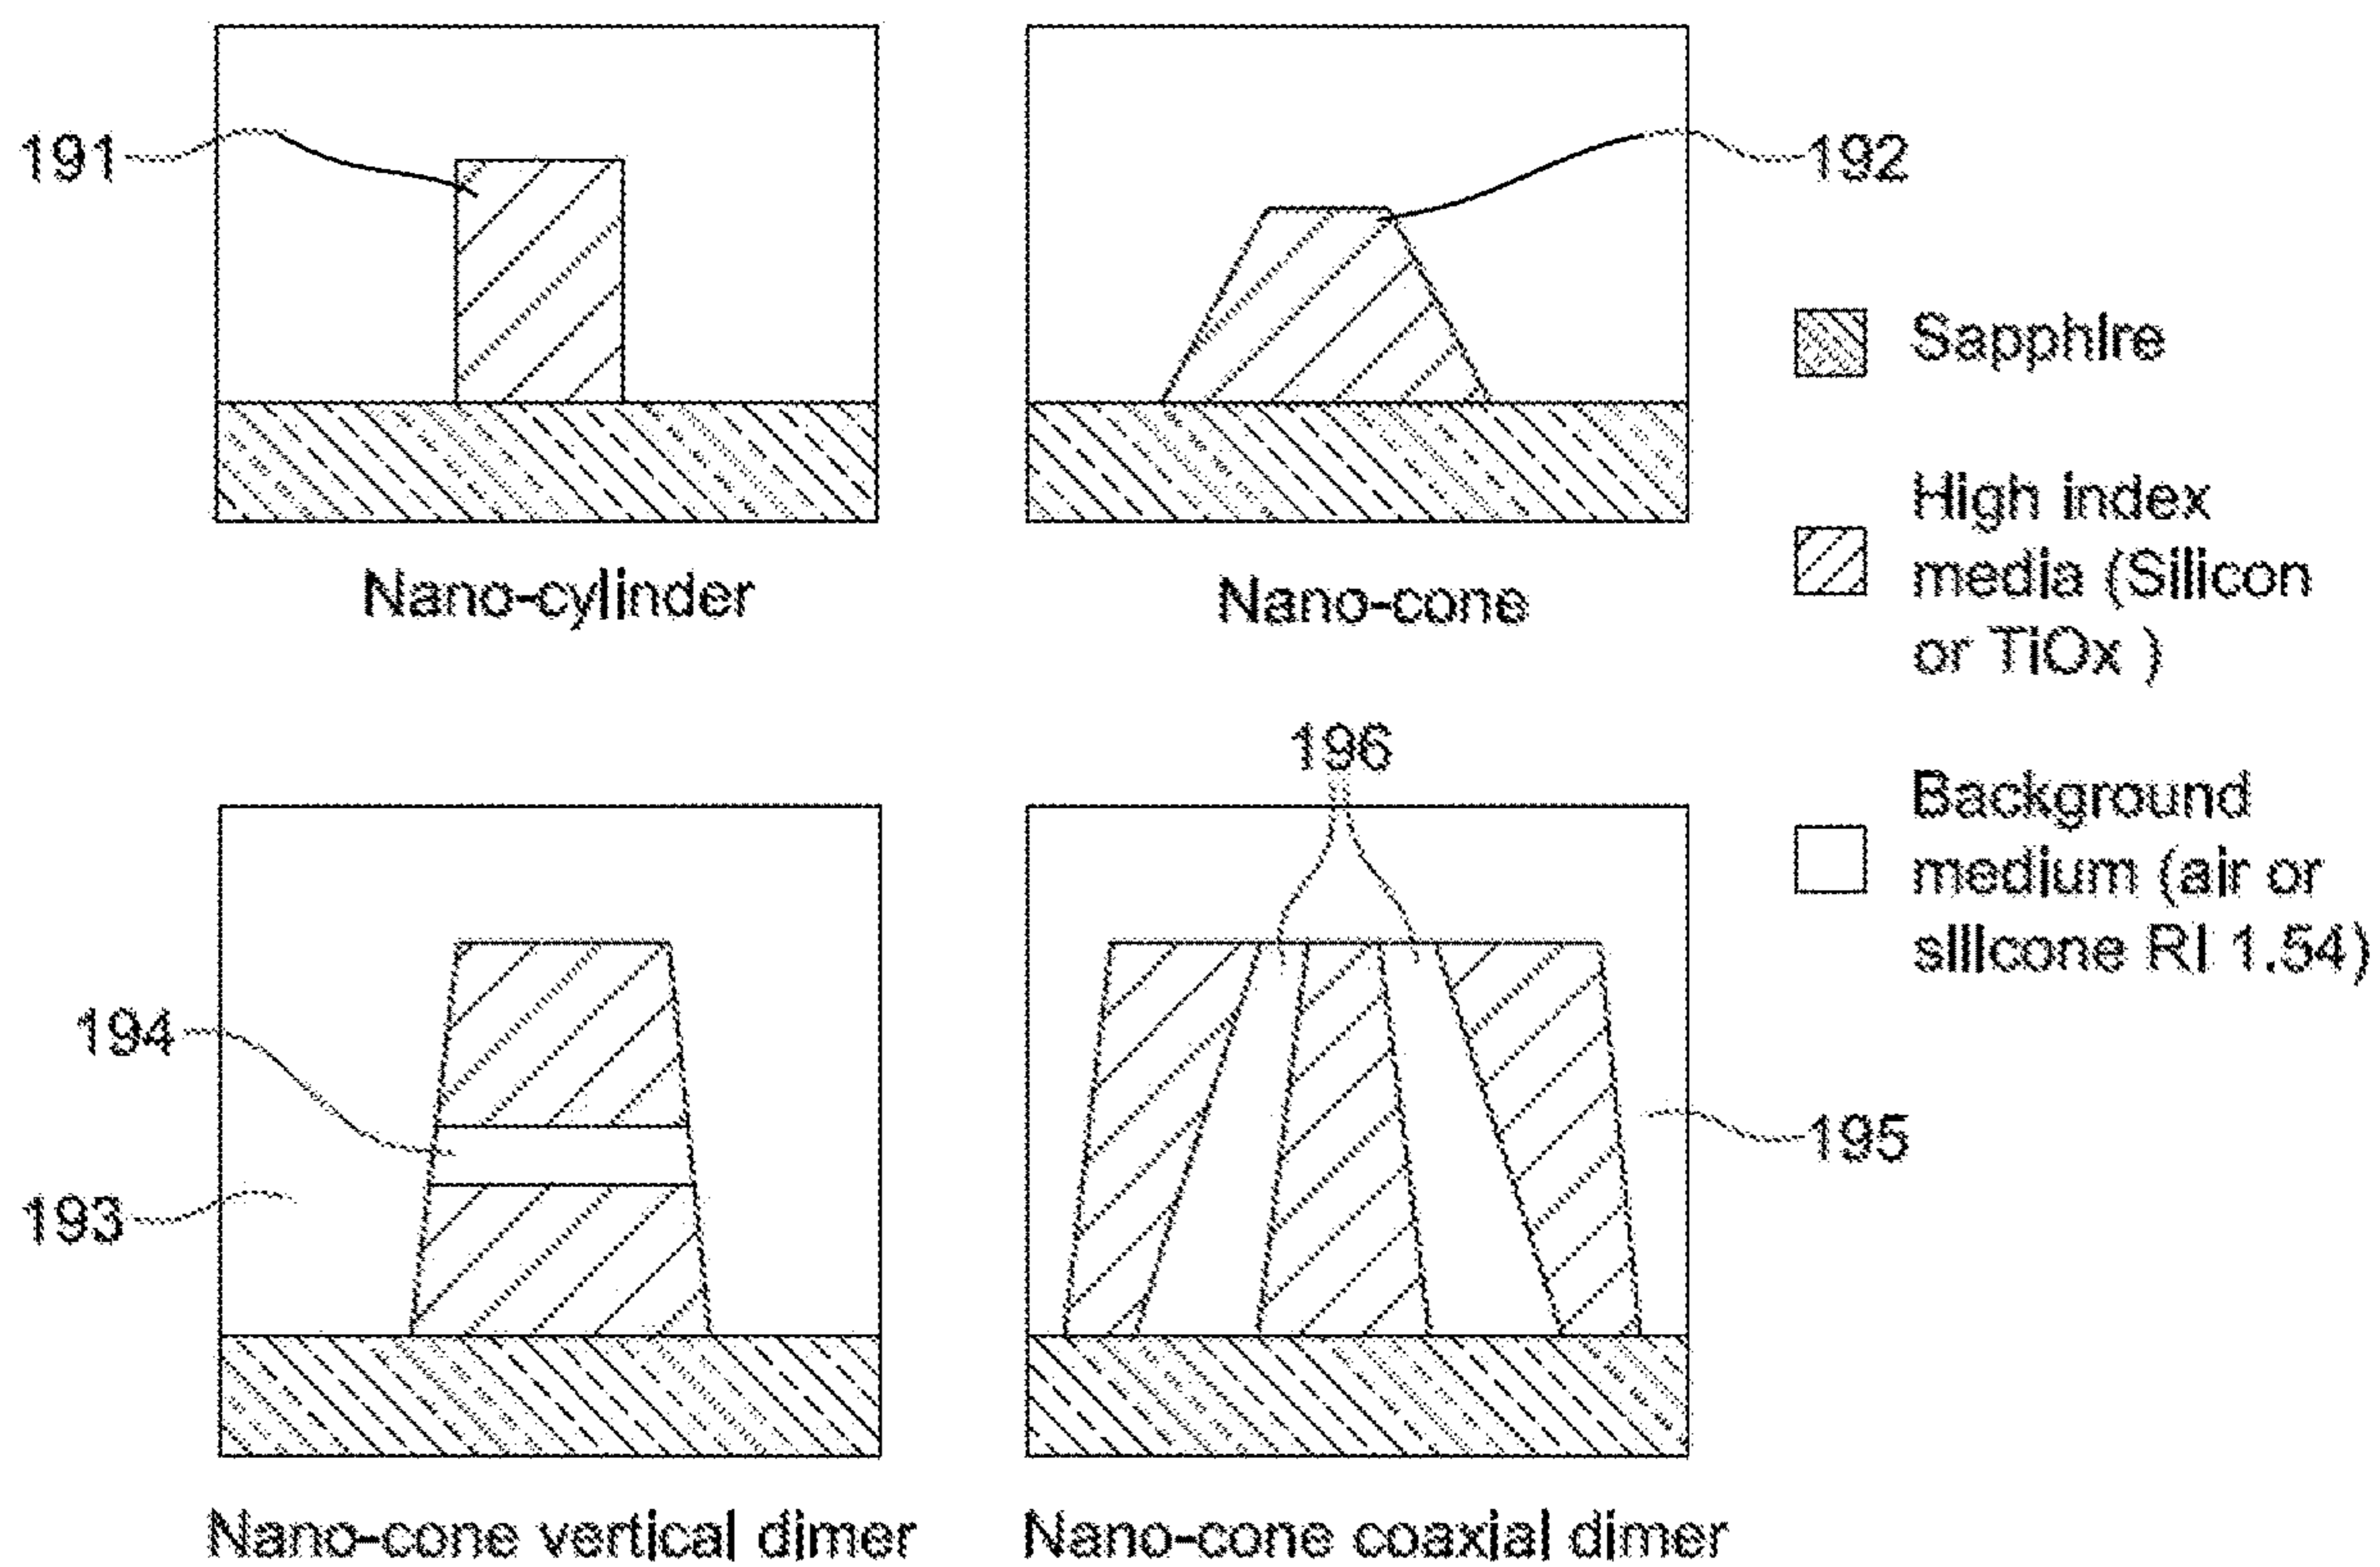 191
192
Nano-cylinder
Nano-cone
Sapphire
High index
media (Silicon
or TiOx )
Background
medium (air or
silicone RI 1.54)
196
194
193
195
Nano-cone vertical dimer
Nano-cone coaxial dimer